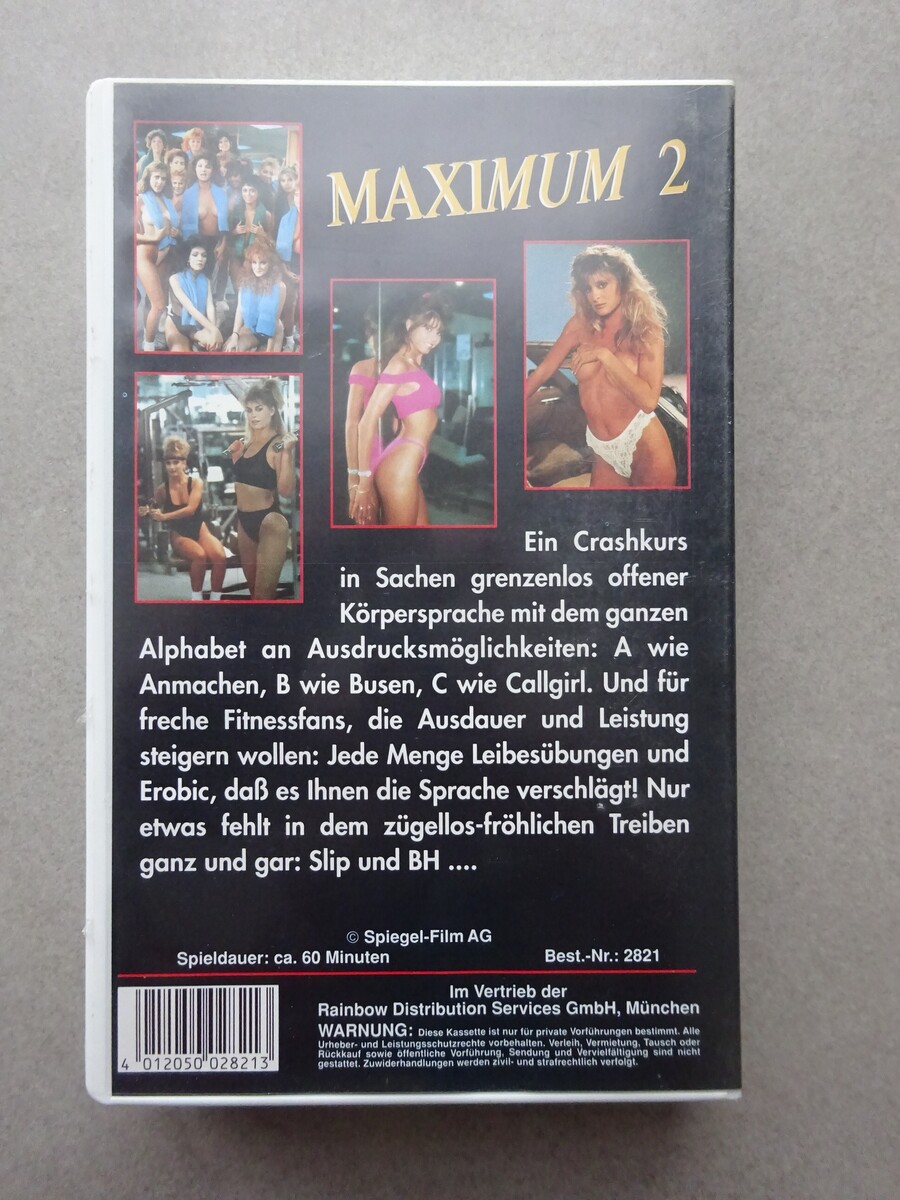 MAXIMUM 2
Ein Crashkurs
in Sachen grenzenlos offener
Körpersprache mit dem ganzen
Alphabet an Ausdrucksmöglichkeiten: A wie
Anmachen, B wie Busen, C wie Callgirl. Und für
freche Fitnessfans, die Ausdauer und Leistung
steigern wollen: Jede Menge Leibesübungen und
Erobic, daß es Ihnen die Sprache verschlägt! Nur
etwas fehlt in dem zügellos-fröhlichen Treiben
ganz und gar: Slip und BH ....
© Spiegel-Film AG
Spieldauer: ca. 60 Minuten Best.-Nr.: 2821
Im Vertrieb der
Rainbow Distribution Services GmbH, München
WARNUNG: Diese Kassette ist nur für private Vorführungen bestimmt. Alle
Urheber- und Leistungsschutzrechte vorbehalten. Verleih, Vermietung, Tausch oder
Rückkauf sowie öffentliche Vorführung, Sendung und Vervielfältigung sind nicht
gestattet. Zuwiderhandlungen werden zivil- und strafrechtlich verfolgt.
4 012050 028213